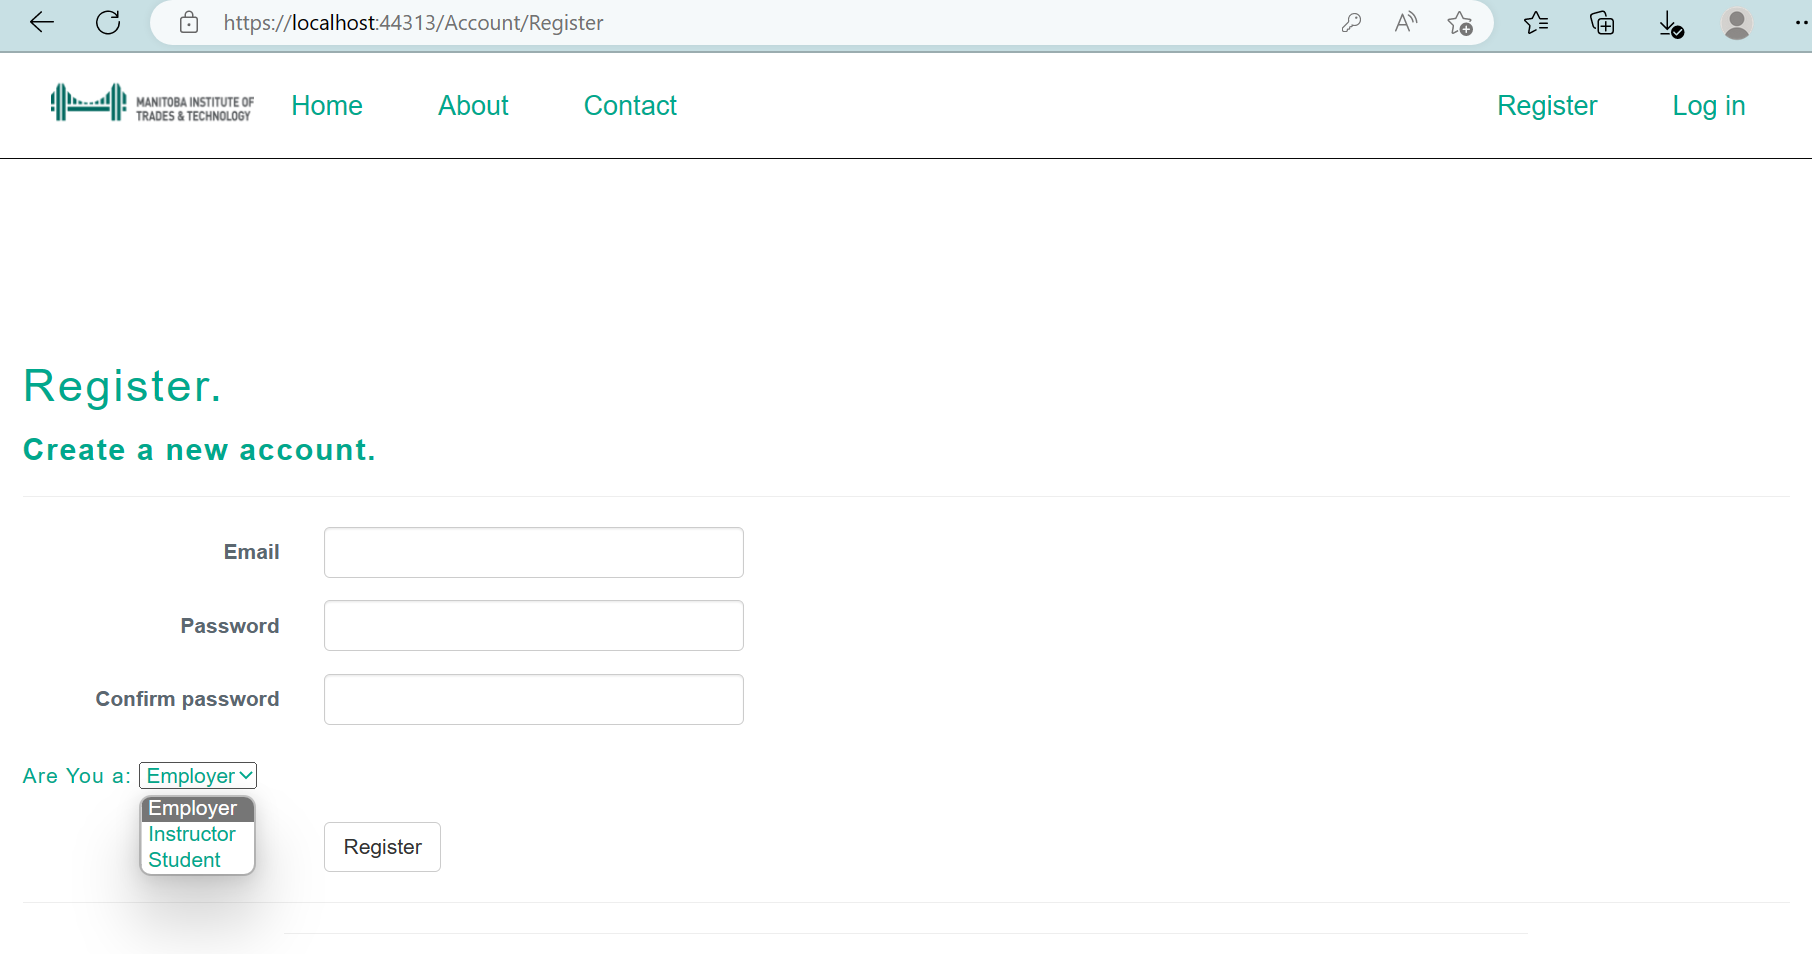 https://localhost:44313/Account/Register
MANITOBA INSTITUTE OF
TRADES & TECHNOLOGY
Home
About
Contact
Register
Log in
Register.
Create a new account.
Email
Password
Confirm password
Are You a: Employer
Employer
Instructor
Student
Register